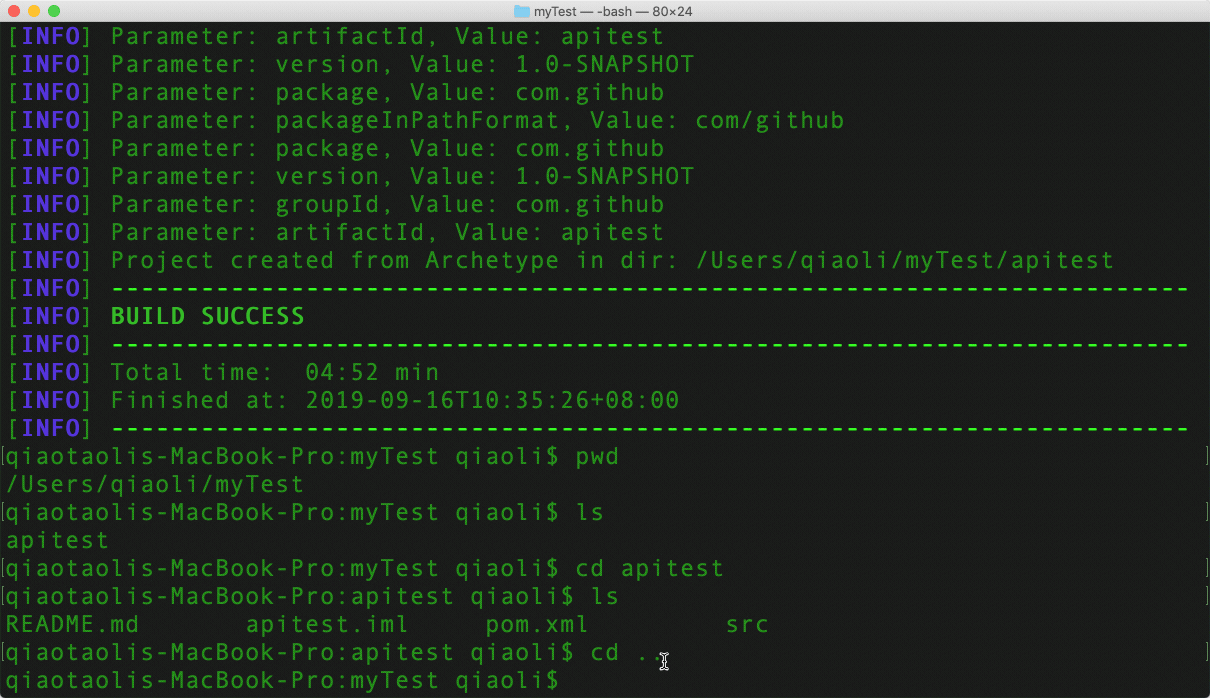 myTest — -bash — 80×24
[INFO] Parameter: artifactId, Value: apitest
[INFO] Parameter: version, Value: 1.0-SNAPSHOT
[INFO] Parameter: package, Value: com.github
[INFO] Parameter: packageInPathFormat, Value: com/github
[INFO] Parameter: package, Value: com.github
[INFO] Parameter: version, Value: 1.0-SNAPSHOT
[INFO] Parameter: groupId, Value: com.github
[INFO] Parameter: artifactId, Value: apitest
[INFO] Project created from Archetype in dir: /Users/qiaoli/myTest/apitest
[INFO] ------------------------------------------------------------------------
[INFO] BUILD SUCCESS
[INFO] ------------------------------------------------------------------------
[INFO] Total time:  04:52 min
[INFO] Finished at: 2019-09-16T10:35:26+08:00
[INFO] ------------------------------------------------------------------------
[qiaotaolis-MacBook-Pro:myTest qiaoli$ pwd ]
/Users/qiaoli/myTest
[qiaotaolis-MacBook-Pro:myTest qiaoli$ ls ]
apitest
[qiaotaolis-MacBook-Pro:myTest qiaoli$ cd apitest ]
[qiaotaolis-MacBook-Pro:apitest qiaoli$ ls ]
README.md       apitest.iml     pom.xml         src
[qiaotaolis-MacBook-Pro:apitest qiaoli$ cd .. ]
qiaotaolis-MacBook-Pro:myTest qiaoli$